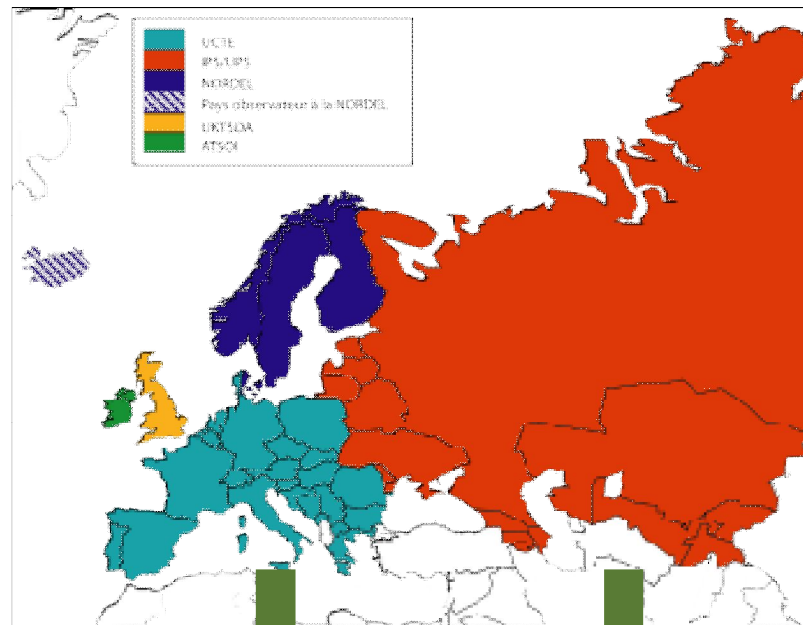 UCTE
IPS/UPS
NORDEL
Pays observateur à la NORDEL
UKTSOA
ATSOI